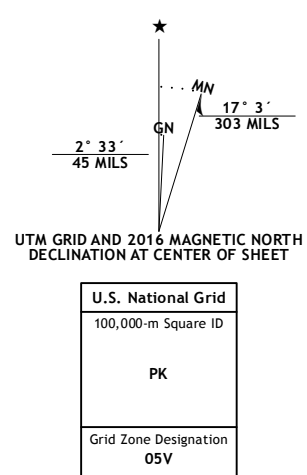 ★
MN
GN
17° 3´
303 MILS
2° 33´
45 MILS
UTM GRID AND 2016 MAGNETIC NORTH
DECLINATION AT CENTER OF SHEET
U.S. National Grid
100,000-m Square ID
PK
Grid Zone Designation
05V